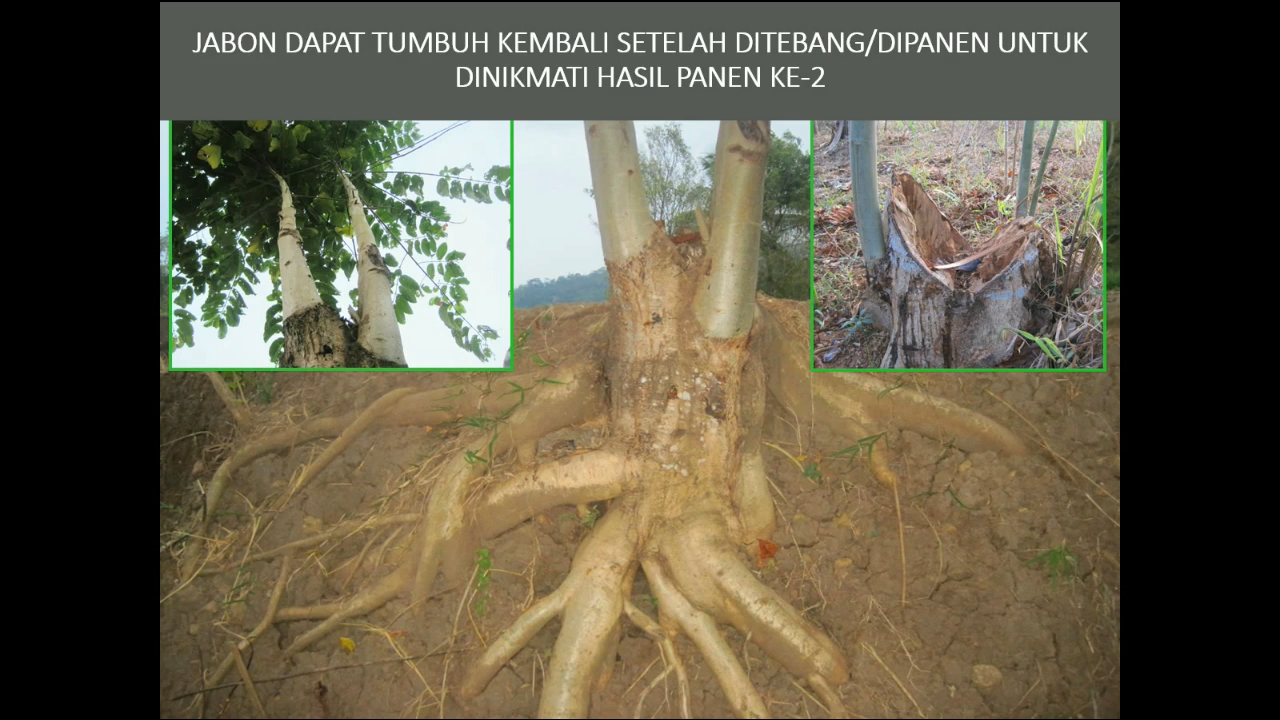 JABON DAPAT TUMBUH KEMBALI SETELAH DITEBANG/DIPANEN UNTUK
DINIKMATI HASIL PANEN KE-2